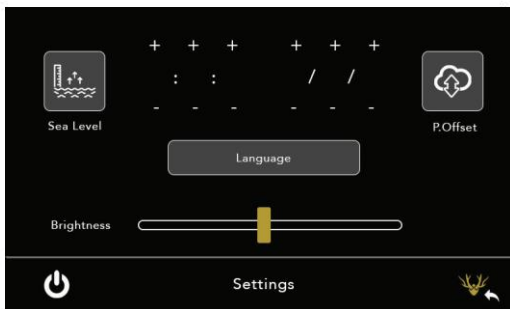 + + + + + +
: : / /
- - - - - -
Sea Level P.Offset
Language
Brightness
Settings